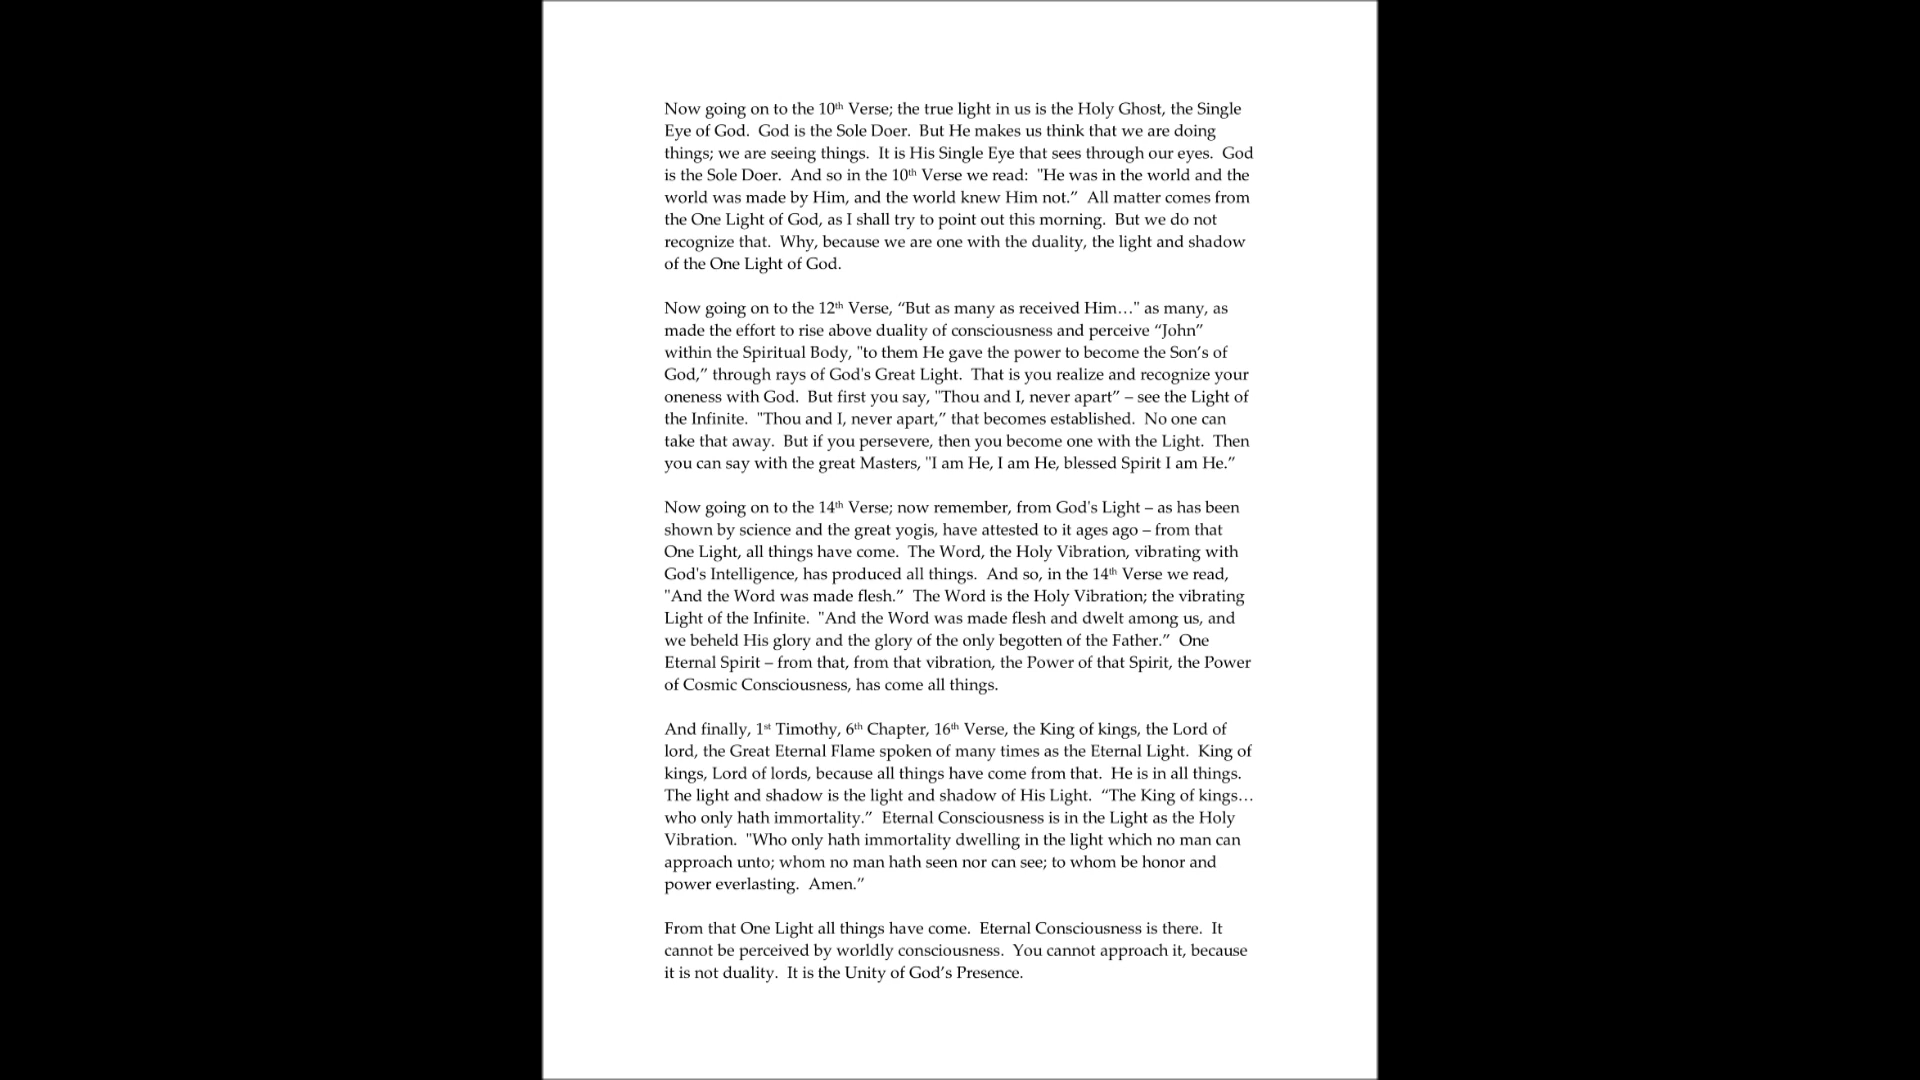 Now going on to the 10th Verse; the true light in us is the Holy Ghost, the Single
Eye of God.  God is the Sole Doer.  But He makes us think that we are doing
things; we are seeing things.  It is His Single Eye that sees through our eyes.  God
is the Sole Doer.  And so in the 10th Verse we read:  "He was in the world and the
world was made by Him, and the world knew Him not.”  All matter comes from
the One Light of God, as I shall try to point out this morning.  But we do not
recognize that.  Why, because we are one with the duality, the light and shadow
of the One Light of God.

Now going on to the 12th Verse, “But as many as received Him…" as many, as
made the effort to rise above duality of consciousness and perceive “John”
within the Spiritual Body, "to them He gave the power to become the Son’s of
God,” through rays of God's Great Light.  That is you realize and recognize your
oneness with God.  But first you say, "Thou and I, never apart” – see the Light of
the Infinite.  "Thou and I, never apart,” that becomes established.  No one can
take that away.  But if you persevere, then you become one with the Light.  Then
you can say with the great Masters, "I am He, I am He, blessed Spirit I am He.”

Now going on to the 14th Verse; now remember, from God's Light – as has been
shown by science and the great yogis, have attested to it ages ago – from that
One Light, all things have come.  The Word, the Holy Vibration, vibrating with
God's Intelligence, has produced all things.  And so, in the 14th Verse we read,
"And the Word was made flesh.”  The Word is the Holy Vibration; the vibrating
Light of the Infinite.  "And the Word was made flesh and dwelt among us, and
we beheld His glory and the glory of the only begotten of the Father.”  One
Eternal Spirit – from that, from that vibration, the Power of that Spirit, the Power
of Cosmic Consciousness, has come all things.

And finally, 1st Timothy, 6th Chapter, 16th Verse, the King of kings, the Lord of
lord, the Great Eternal Flame spoken of many times as the Eternal Light.  King of
kings, Lord of lords, because all things have come from that.  He is in all things.
The light and shadow is the light and shadow of His Light.  “The King of kings…
who only hath immortality.”  Eternal Consciousness is in the Light as the Holy
Vibration.  "Who only hath immortality dwelling in the light which no man can
approach unto; whom no man hath seen nor can see; to whom be honor and
power everlasting.  Amen.”

From that One Light all things have come.  Eternal Consciousness is there.  It
cannot be perceived by worldly consciousness.  You cannot approach it, because
it is not duality.  It is the Unity of God’s Presence.